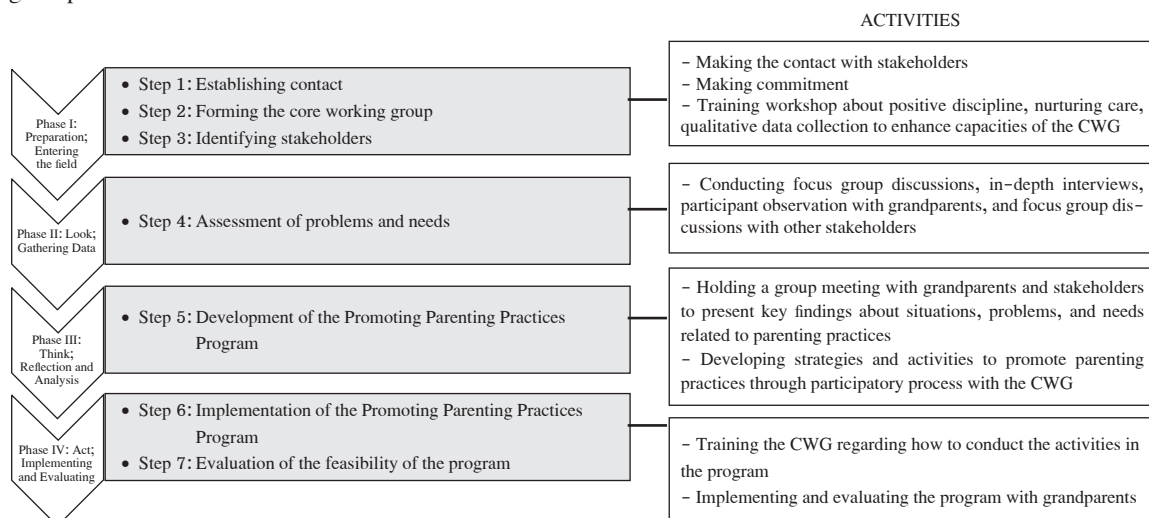 ACTIVITIES
Phase I:
Preparation;
Entering
the field
• Step 1: Establishing contact
• Step 2: Forming the core working group
• Step 3: Identifying stakeholders
- Making the contact with stakeholders
- Making commitment
- Training workshop about positive discipline, nurturing care,
qualitative data collection to enhance capacities of the CWG
Phase II: Look;
Gathering Data
• Step 4: Assessment of problems and needs
- Conducting focus group discussions, in-depth interviews,
participant observation with grandparents, and focus group dis-
cussions with other stakeholders
Phase III:
Think;
Reflection and
Analysis
• Step 5: Development of the Promoting Parenting Practices
Program
- Holding a group meeting with grandparents and stakeholders
to present key findings about situations, problems, and needs
related to parenting practices
- Developing strategies and activities to promote parenting
practices through participatory process with the CWG
Phase IV: Act;
Implementing
and Evaluating
• Step 6: Implementation of the Promoting Parenting Practices
Program
• Step 7: Evaluation of the feasibility of the program
- Training the CWG regarding how to conduct the activities in
the program
- Implementing and evaluating the program with grandparents